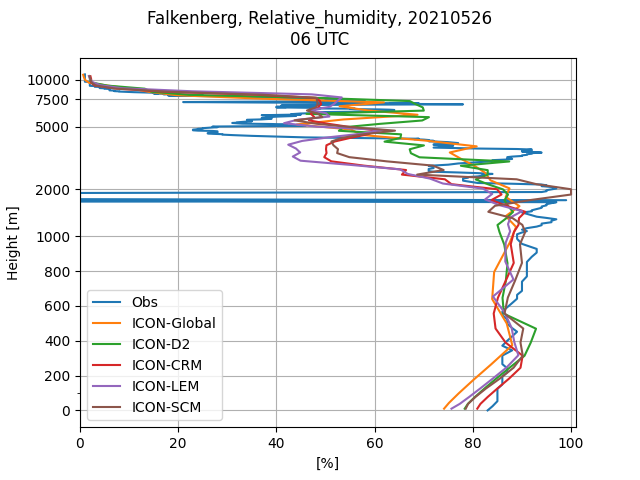 Falkenberg, Relative_humidity, 20210526
06 UTC
10000
7500
5000
2000
1000
800
600
400
200
0
Height [m]
Obs
ICON-Global
ICON-D2
ICON-CRM
ICON-LEM
ICON-SCM
0 20 40 60 80 100
[%]